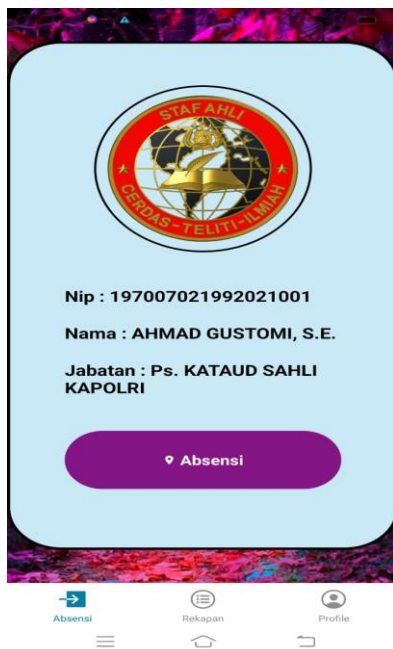 STAF AHLI
CERDAS-TELITI-ILMIAH
Nip : 197007021992021001
Nama : AHMAD GUSTOMI, S.E.
Jabatan : Ps. KATAUD SAHLI
KAPOLRI
Absensi
Absensi
Rekapan
Profile